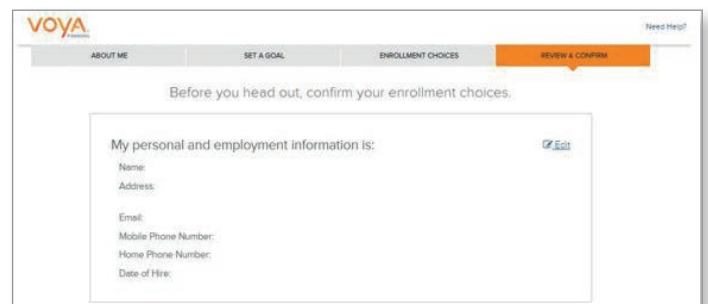 VOYA
FINANCIAL
Need Help?
ABOUT ME
SET A GOAL
ENROLLMENT CHOICES
REVIEW & CONFIRM
Before you head out, confirm your enrollment choices.
My personal and employment information is:
Edit
Name:
Address:
Email:
Mobile Phone Number:
Home Phone Number:
Date of Hire: